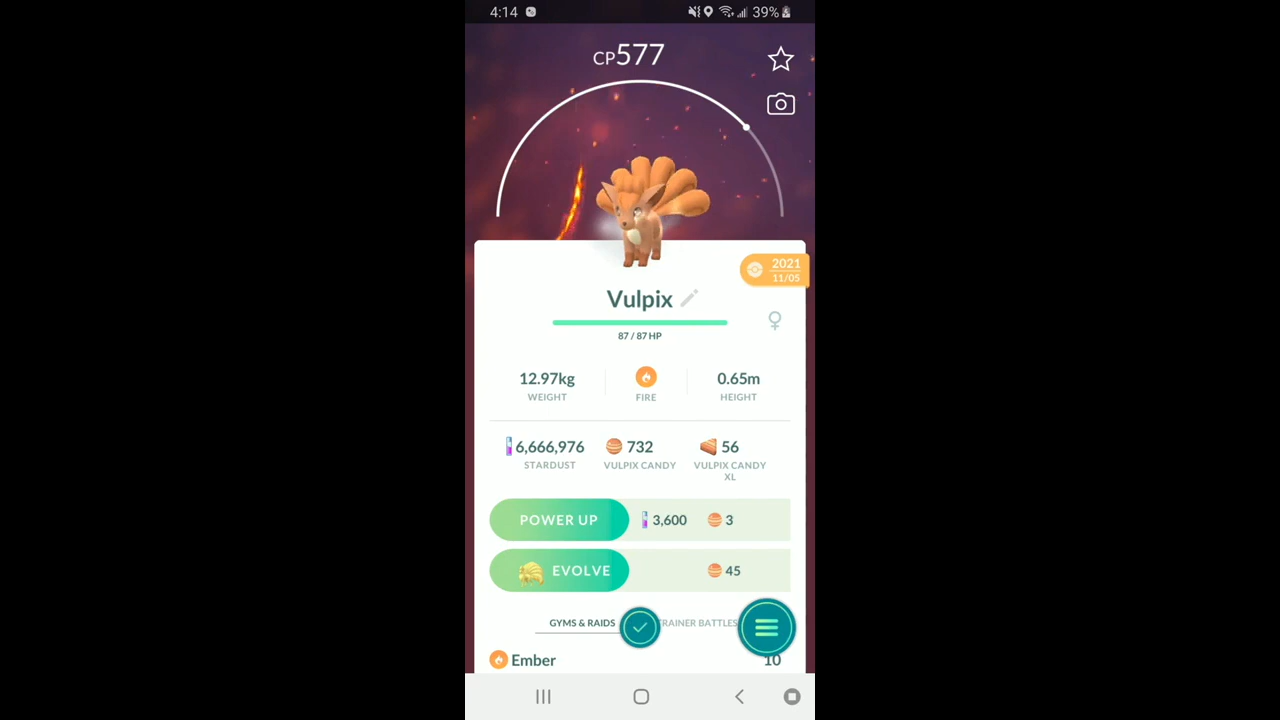 4:14 39%
CP577
2021
11/05
Vulpix
87 / 87 HP
12.97kg 0.65m
WEIGHT FIRE HEIGHT
6,666,976 732 56
STARDUST VULPIX CANDY VULPIX CANDY
XL
POWER UP 3,600 3
EVOLVE 45
GYMS & RAIDS TRAINER BATTLES
Ember 10